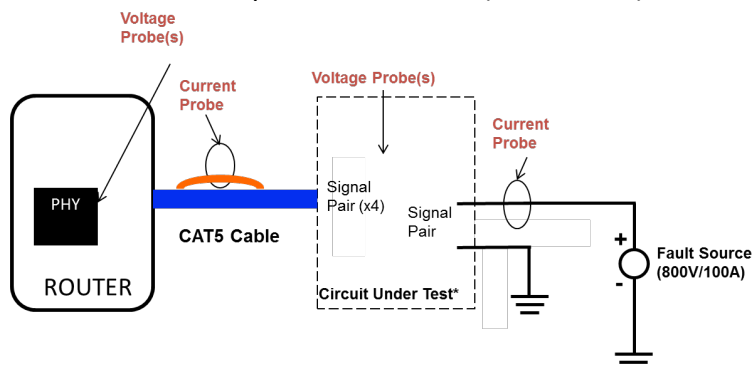 Voltage
Probe(s)
Current
Probe
Voltage Probe(s)
Current
Probe
PHY
ROUTER
CAT5 Cable
Signal
Pair (x4)
Signal
Pair
Circuit Under Test*
+
-
Fault Source
(800V/100A)